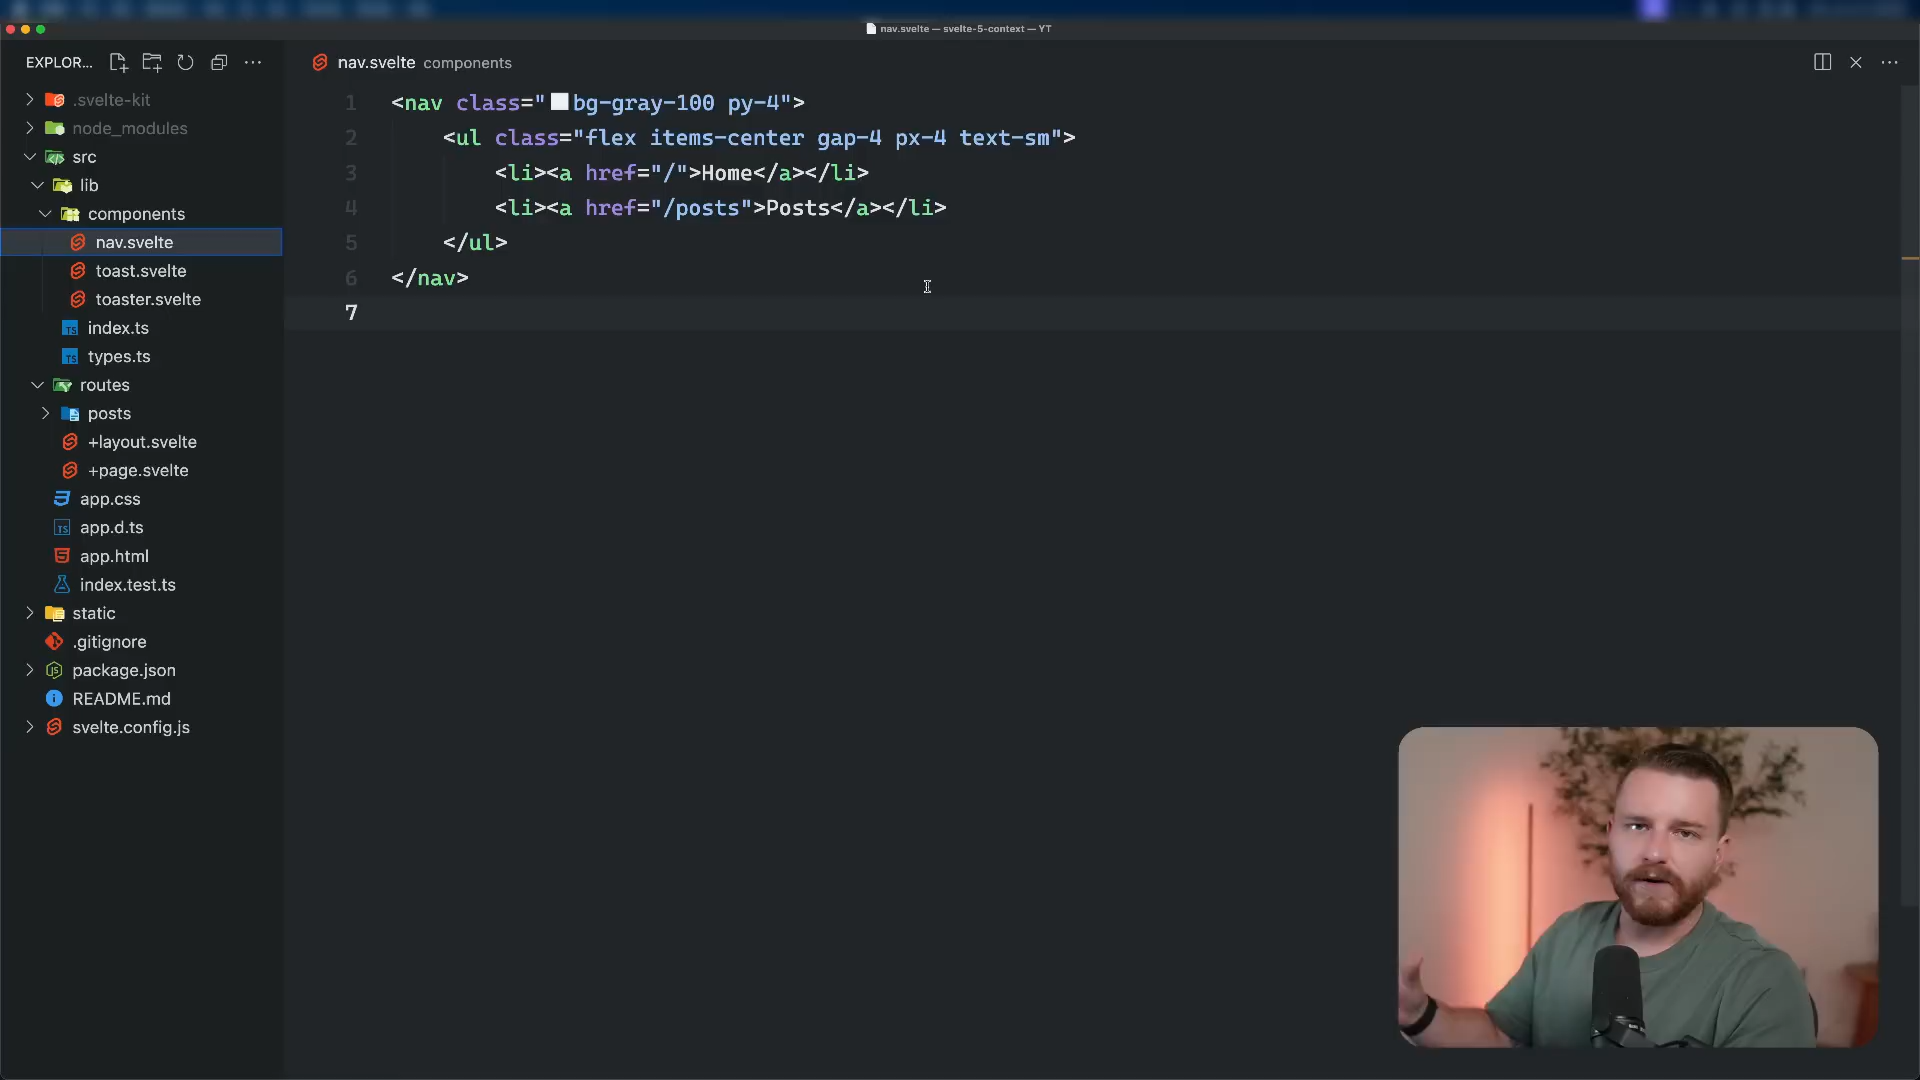 nav.svelte — svelte-5-context — YT
EXPLOR...
nav.svelte components
.svelte-kit
node_modules
src
lib
components
nav.svelte
toast.svelte
toaster.svelte
index.ts
types.ts
routes
posts
+layout.svelte
+page.svelte
app.css
app.d.ts
app.html
index.test.ts
static
.gitignore
package.json
README.md
svelte.config.js
1 <nav class="bg-gray-100 py-4">
2 <ul class="flex items-center gap-4 px-4 text-sm">
3 <li><a href="/">Home</a></li>
4 <li><a href="/posts">Posts</a></li>
5 </ul>
6 </nav>
7